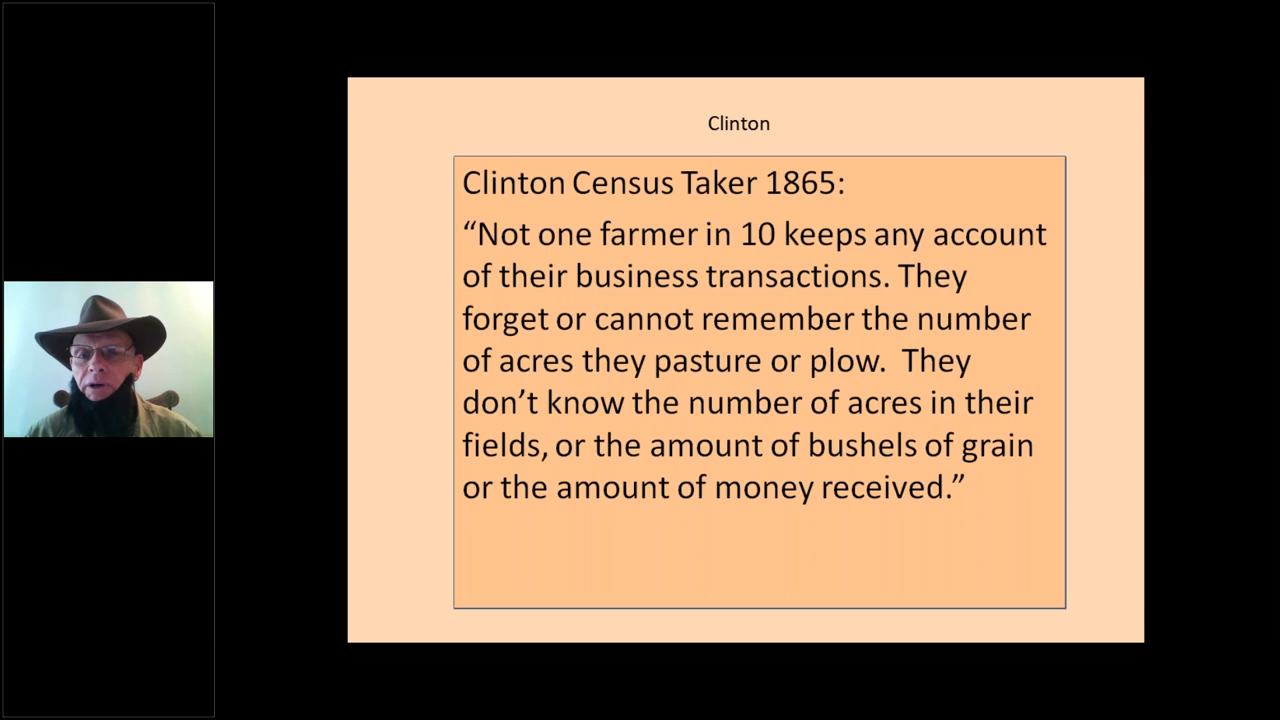 Clinton
Clinton Census Taker 1865:
“Not one farmer in 10 keeps any account
of their business transactions. They
forget or cannot remember the number
of acres they pasture or plow.  They
don’t know the number of acres in their
fields, or the amount of bushels of grain
or the amount of money received.”